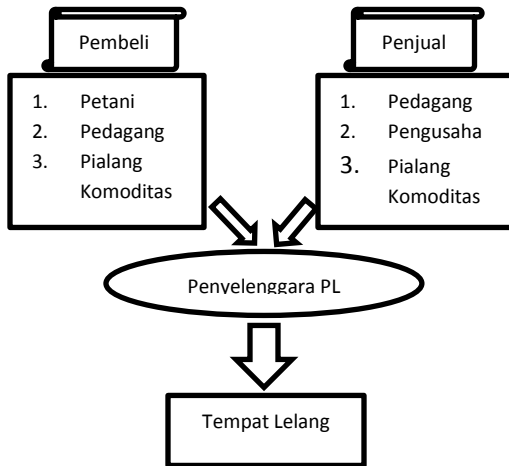 Pembeli
Penjual
1. Petani
2. Pedagang
3. Pialang
Komoditas
1. Pedagang
2. Pengusaha
3. Pialang
Komoditas
Penyelenggara PL
Tempat Lelang